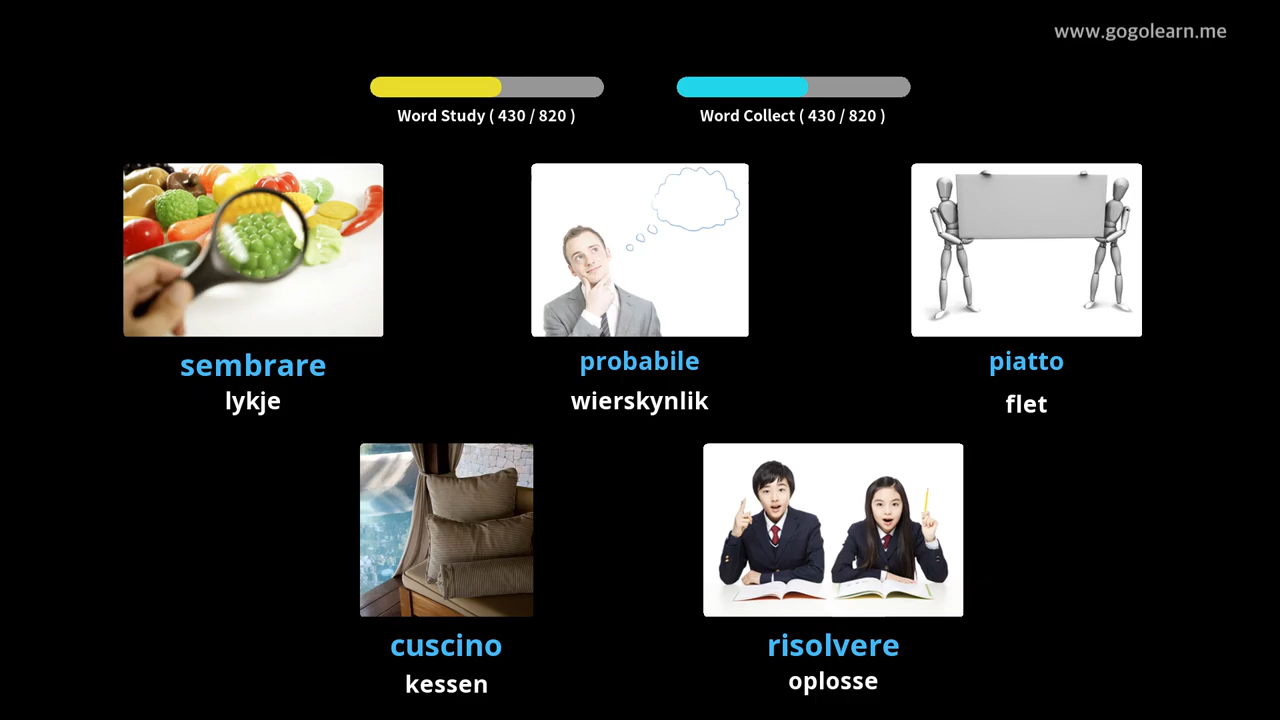 www.gogolearn.me
Word Study ( 430 / 820 )
Word Collect ( 430 / 820 )
sembrare
lykje
probabile
wierskynlik
piatto
flet
cuscino
kessen
risolvere
oplosse